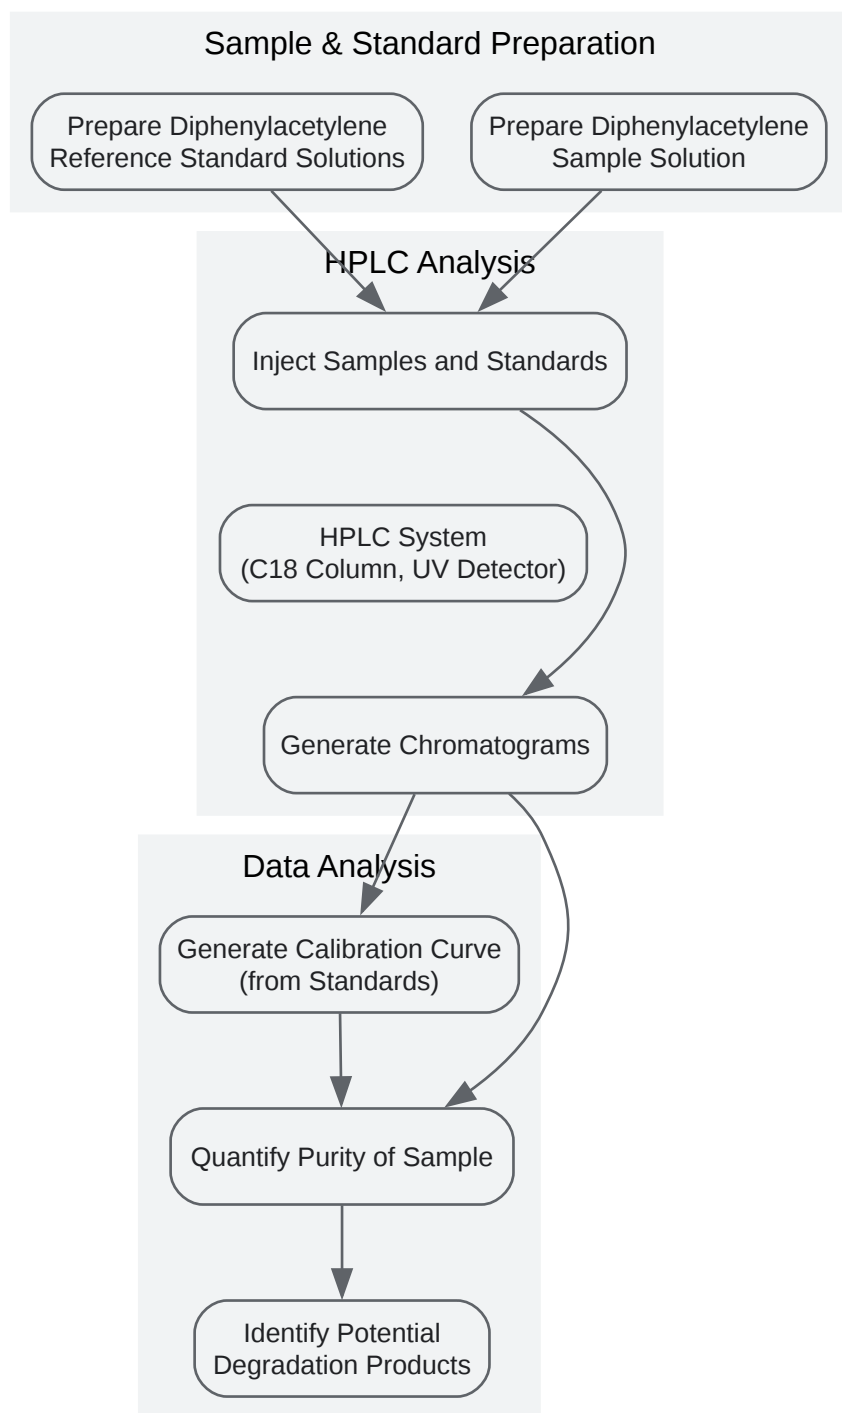 Sample & Standard Preparation
Prepare Diphenylacetylene
Reference Standard Solutions
Prepare Diphenylacetylene
Sample Solution
HPLC Analysis
Inject Samples and Standards
HPLC System
(C18 Column, UV Detector)
Generate Chromatograms
Data Analysis
Generate Calibration Curve
(from Standards)
Quantify Purity of Sample
Identify Potential
Degradation Products